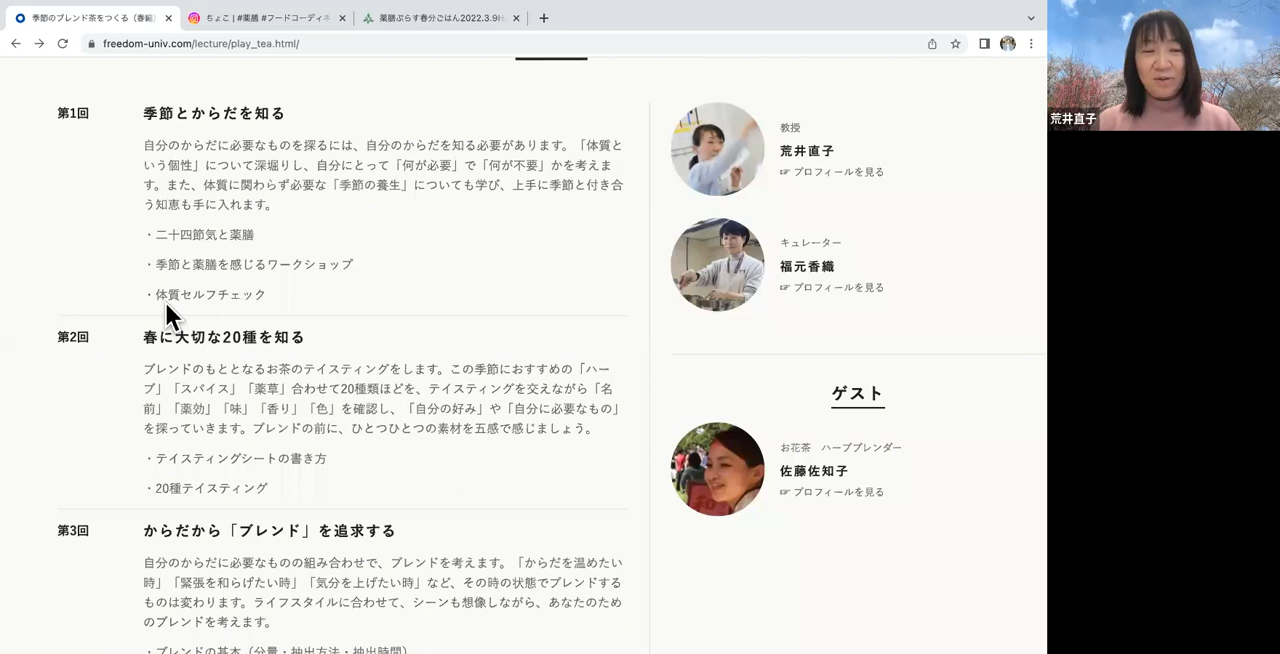 季節のブレンド茶をつくる（春編）
ちょこ | #薬膳 #フードコーディネ
薬膳ぷらす春分ごはん2022.3.9H
freedom-univ.com/lecture/play_tea.html/
荒井直子
第1回
季節とからだを知る
自分のからだに必要なものを探るには、自分のからだを知る必要があります。「体質と
いう個性」について深堀りし、自分にとって「何が必要」で「何が不要」かを考えま
す。また、体質に関わらず必要な「季節の養生」についても学び、上手に季節と付き合
う知恵も手に入れます。
・二十四節気と薬膳
・季節と薬膳を感じるワークショップ
・体質セルフチェック
第2回
春に大切な20種を知る
ブレンドのもととなるお茶のテイスティングをします。この季節におすすめの「ハー
ブ」「スパイス」「薬草」合わせて20種類ほどを、テイスティングを交えながら「名
前」「薬効」「味」「香り」「色」を確認し、「自分の好み」や「自分に必要なもの」
を探っていきます。ブレンドの前に、ひとつひとつの素材を五感で感じましょう。
・テイスティングシートの書き方
・20種テイスティング
第3回
からだから「ブレンド」を追求する
自分のからだに必要なものの組み合わせで、ブレンドを考えます。「からだを温めたい
時」「緊張を和らげたい時」「気分を上げたい時」など、その時の状態でブレンドする
ものは変わります。ライフスタイルに合わせて、シーンも想像しながら、あなたのため
のブレンドを考えます。
・ブレンドの基本（分量・抽出方法・抽出時間）
教授
荒井直子
☞ プロフィールを見る
キュレーター
福元香織
☞ プロフィールを見る
ゲスト
お花茶　ハーブブレンダー
佐藤佐知子
☞ プロフィールを見る